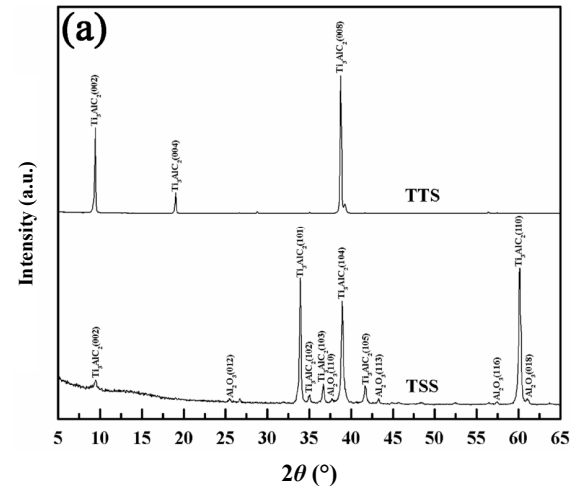 (a)
Ti₃AlC₂(002)
Ti₃AlC₂(004)
Ti₃AlC₂(008)
TTS
Intensity (a.u.)
Ti₃AlC₂(002)
Al₂O₃(012)
Ti₃AlC₂(101)
Ti₃AlC₂(102)
Ti₃AlC₂(103)
Al₂O₃(110)
Ti₃AlC₂(104)
Ti₃AlC₂(105)
Al₂O₃(113)
TSS
Al₂O₃(116)
Ti₃AlC₂(110)
Al₂O₃(018)
5 10 15 20 25 30 35 40 45 50 55 60 65
2θ (°)